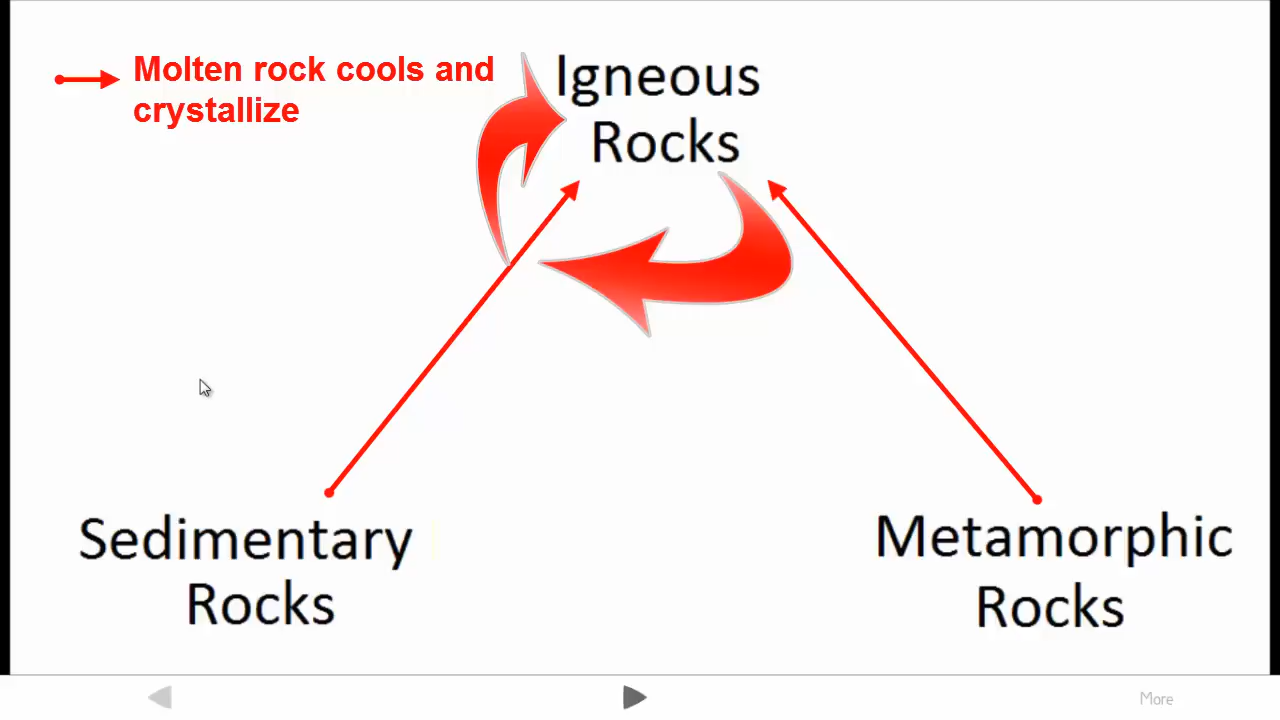 Molten rock cools and
crystallize
Igneous
Rocks
Sedimentary
Rocks
Metamorphic
Rocks
More